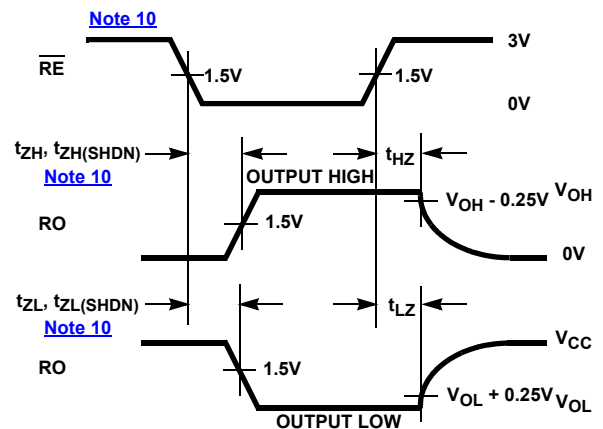 Note 10
RE
3V
1.5V
1.5V
0V
tZH, tZH(SHDN)
Note 10
tHZ
OUTPUT HIGH
VOH - 0.25V
VOH
RO
1.5V
0V
tZL, tZL(SHDN)
Note 10
tLZ
VCC
RO
1.5V
VOL + 0.25V
VOL
OUTPUT LOW